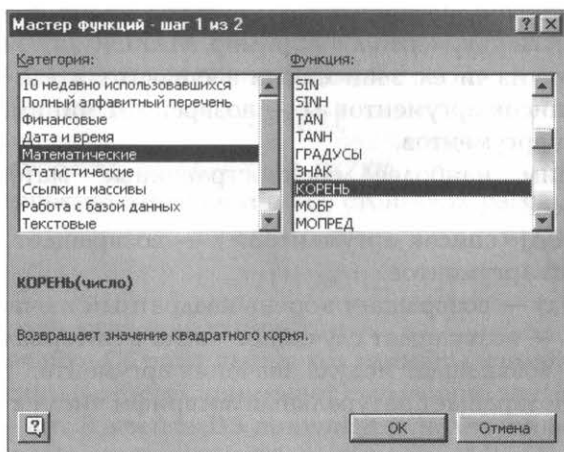 Мастер функций - шаг 1 из 2
Категория:
10 недавно использовавшихся
Полный алфавитный перечень
Финансовые
Дата и время
Математические
Статистические
Ссылки и массивы
Работа с базой данных
Текстовые
Функция:
SIN
SINH
TAN
TANH
ГРАДУСЫ
ЗНАК
КОРЕНЬ
МОБР
МОПРЕД
КОРЕНЬ(число)
Возвращает значение квадратного корня.
ОК
Отмена